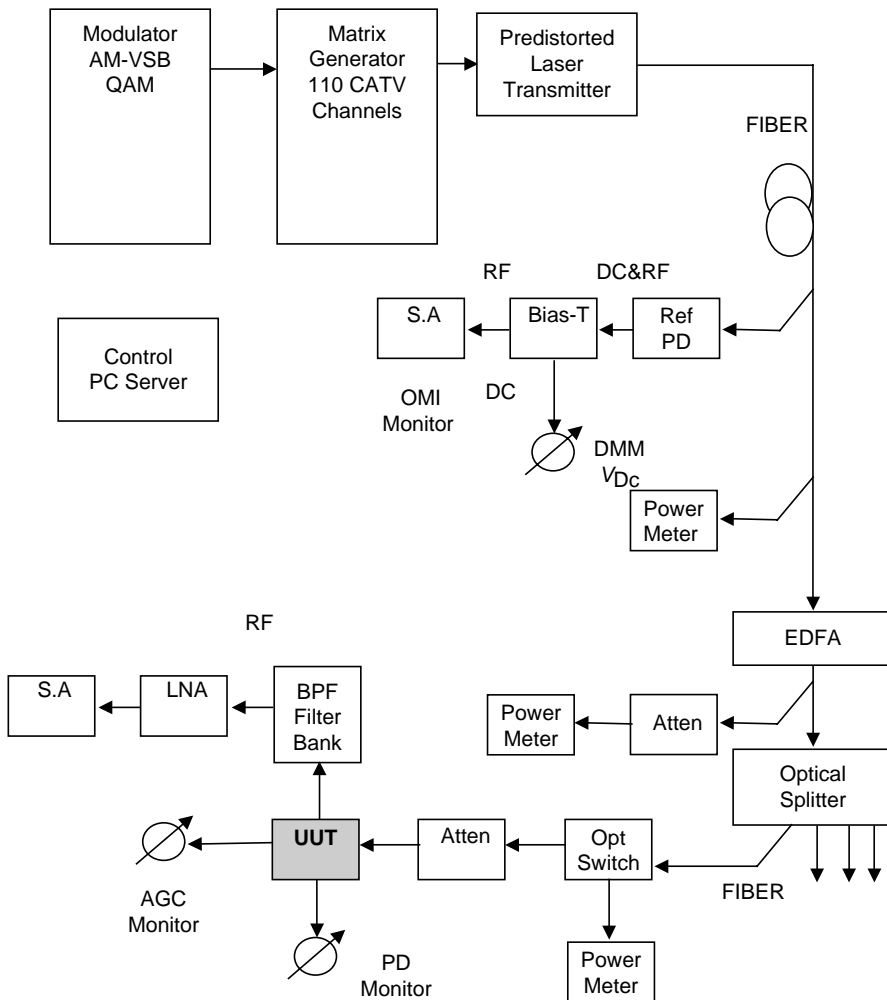 Modulator
AM-VSB
QAM
Matrix
Generator
110 CATV
Channels
Predistorted
Laser
Transmitter
FIBER
RF
DC&RF
S.A
Bias-T
Ref
PD
Control
PC Server
OMI
Monitor
DC
DMM
VDc
Power
Meter
EDFA
RF
S.A
LNA
BPF
Filter
Bank
Power
Meter
Atten
Optical
Splitter
UUT
Atten
Opt
Switch
FIBER
AGC
Monitor
PD
Monitor
Power
Meter